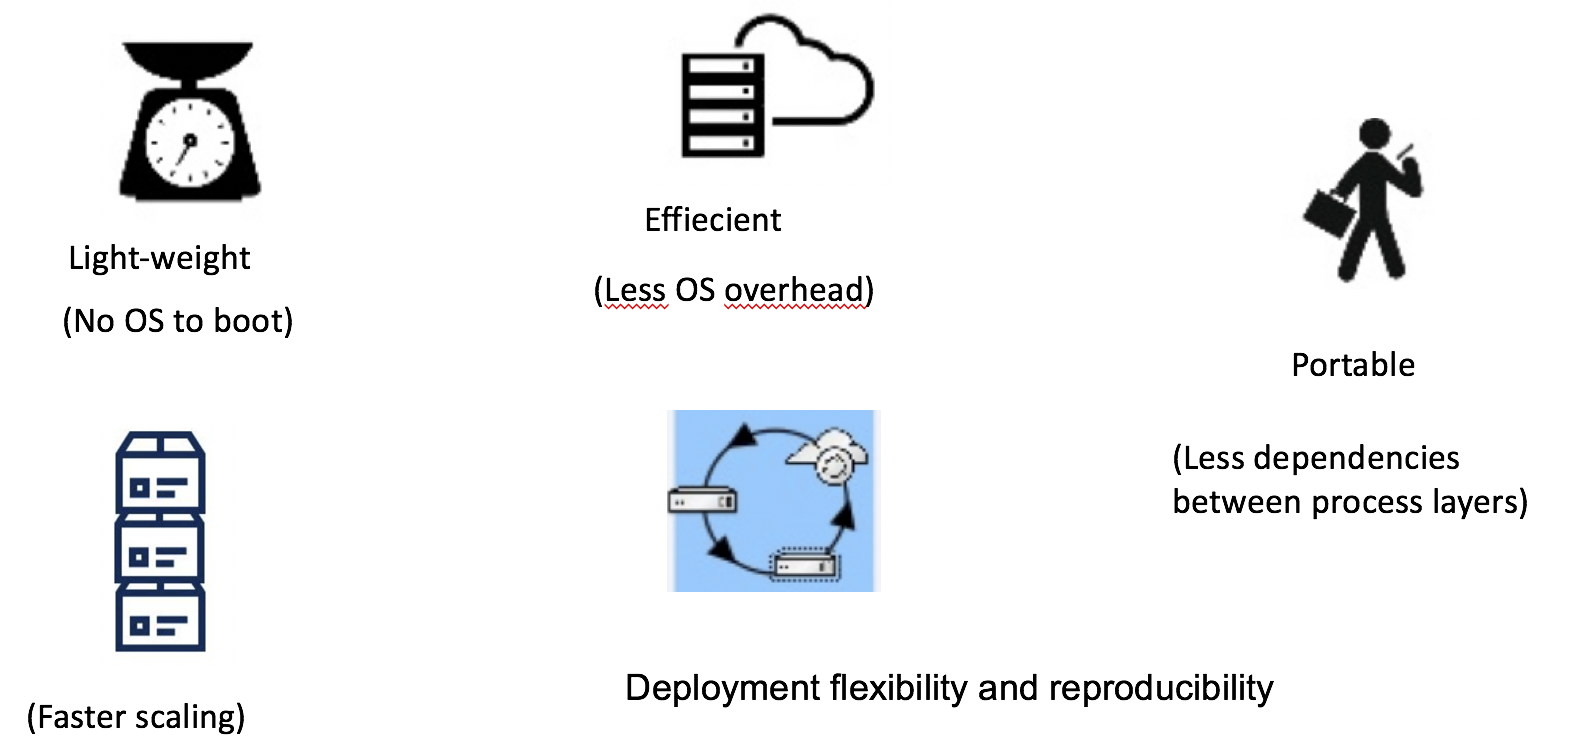 Light-weight
(No OS to boot)
Effiecient
(Less OS overhead)
Portable
(Less dependencies
between process layers)
(Faster scaling)
Deployment flexibility and reproducibility